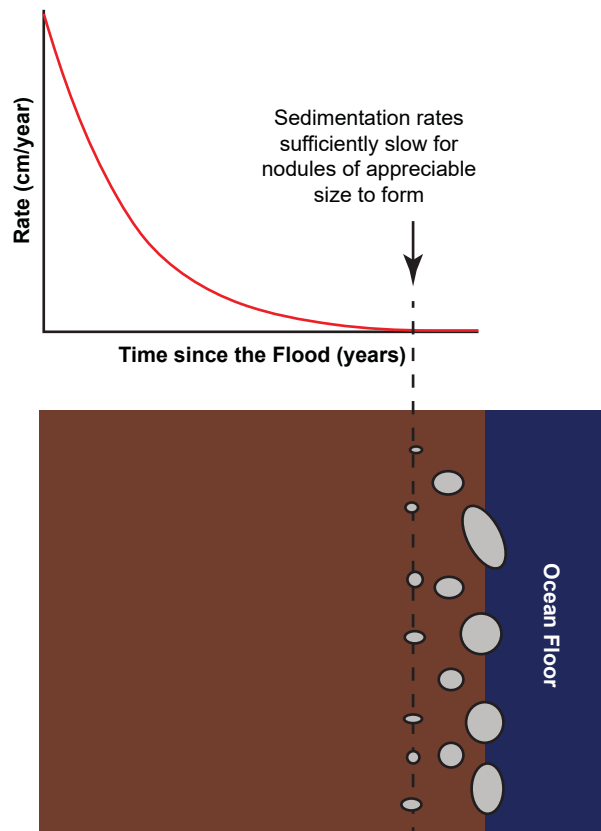 Sedimentation rates
sufficiently slow for
nodules of appreciable
size to form
Rate (cm/year)
Time since the Flood (years)
Ocean Floor